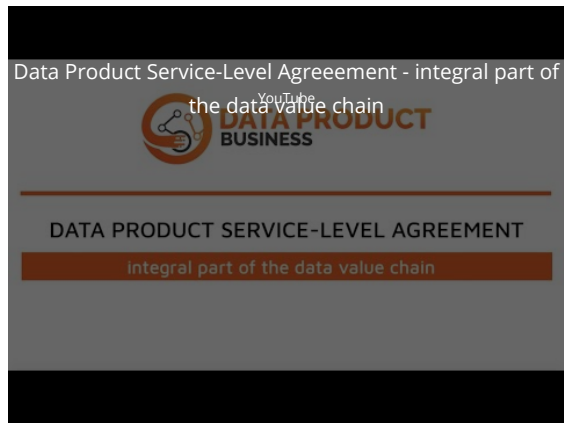 Data Product Service-Level Agreeement - integral part of
the data value chain
YouTube
DATA PRODUCT
BUSINESS
DATA PRODUCT SERVICE-LEVEL AGREEMENT
integral part of the data value chain